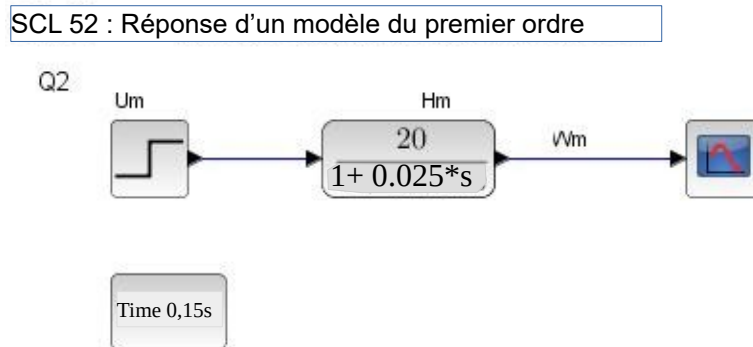 SCL 52 : Réponse d’un modèle du premier ordre
Q2
Um
Hm
20
1+ 0.025*s
Wm
Time 0,15s